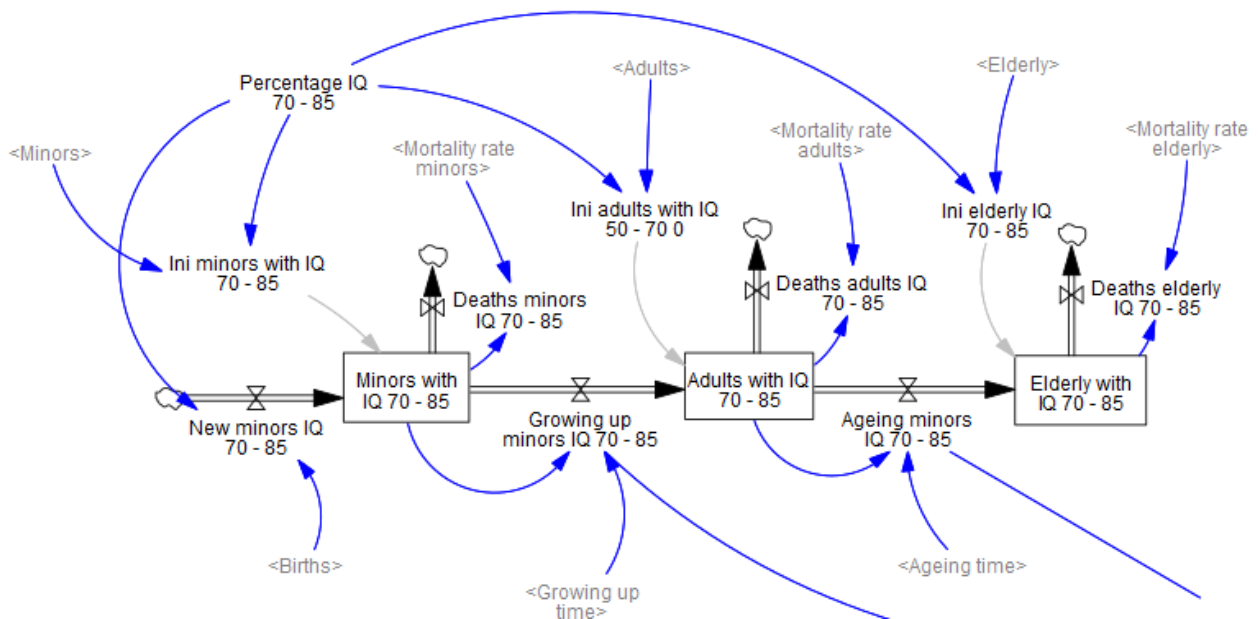 Percentage IQ
70 - 85
<Adults>
<Elderly>
<Minors>
<Mortality rate
minors>
<Mortality rate
adults>
<Mortality rate
elderly>
Ini adults with IQ
50 - 70 0
Ini elderly IQ
70 - 85
Ini minors with IQ
70 - 85
Deaths minors
IQ 70 - 85
Deaths adults IQ
70 - 85
Deaths elderly
IQ 70 - 85
Minors with
IQ 70 - 85
Adults with IQ
70 - 85
Elderly with
IQ 70 - 85
New minors IQ
70 - 85
Growing up
minors IQ 70 - 85
Ageing minors
IQ 70 - 85
<Births>
<Growing up
time>
<Ageing time>